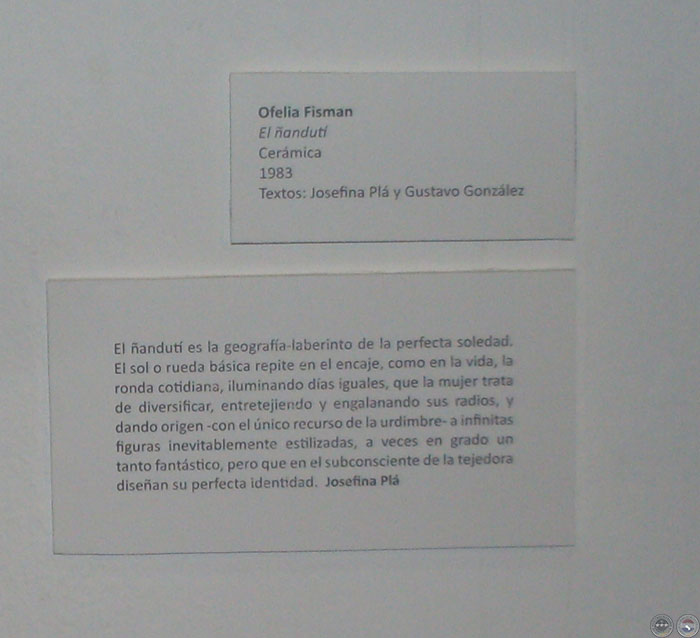 Ofelia Fisman
El ñandutí
Cerámica
1983
Textos: Josefina Plá y Gustavo González
El ñandutí es la geografía-laberinto de la perfecta soledad.
El sol o rueda básica repite en el encaje, como en la vida, la
ronda cotidiana, iluminando días iguales, que la mujer trata
de diversificar, entretejiendo y engalanando sus radios, y
dando origen -con el único recurso de la urdimbre- a infinitas
figuras inevitablemente estilizadas, a veces en grado un
tanto fantástico, pero que en el subconsciente de la tejedora
diseñan su perfecta identidad. Josefina Plá